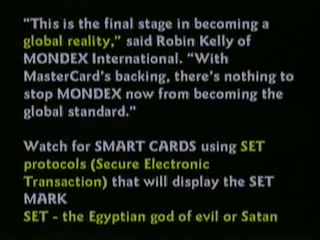 “This is the final stage in becoming a
global reality,” said Robin Kelly of
MONDEX International. “With
MasterCard’s backing, there’s nothing to
stop MONDEX now from becoming the
global standard.”
Watch for SMART CARDS using SET
protocols (Secure Electronic
Transaction) that will display the SET
MARK
SET - the Egyptian god of evil or Satan